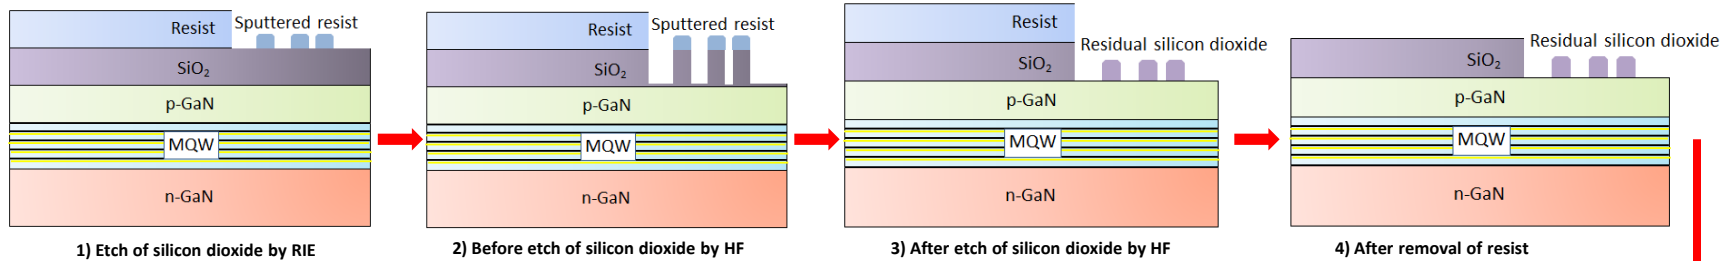 Resist
Sputtered resist
SiO₂
p-GaN
MQW
n-GaN
1) Etch of silicon dioxide by RIE
Resist
Sputtered resist
SiO₂
p-GaN
MQW
n-GaN
2) Before etch of silicon dioxide by HF
Resist
Residual silicon dioxide
SiO₂
p-GaN
MQW
n-GaN
3) After etch of silicon dioxide by HF
Residual silicon dioxide
SiO₂
p-GaN
MQW
n-GaN
4) After removal of resist